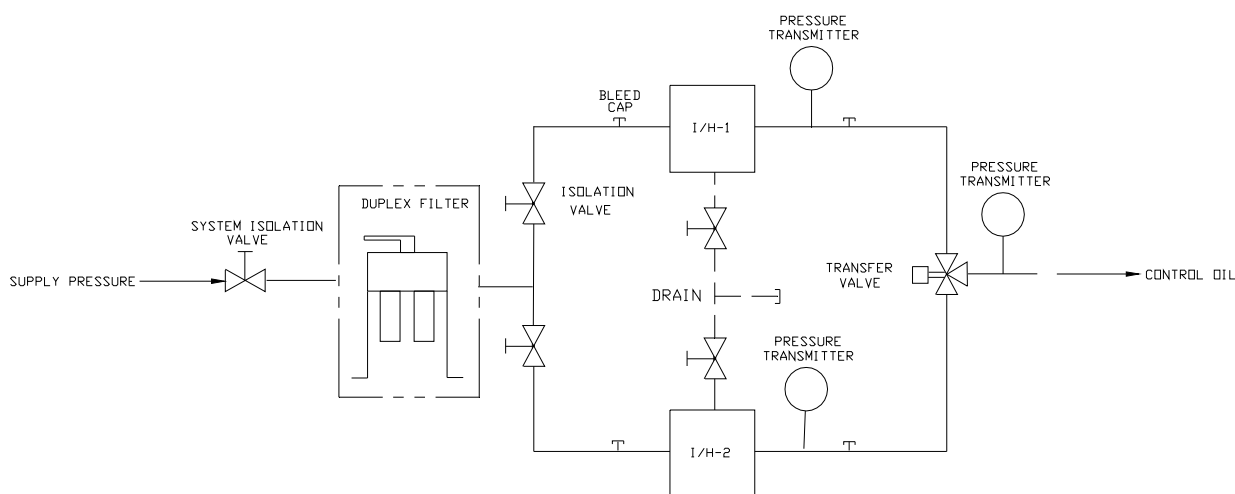 PRESSURE
TRANSMITTER
BLEED
CAP
I/H-1
PRESSURE
TRANSMITTER
ISOLATION
VALVE
DUPLEX FILTER
SYSTEM ISOLATION
VALVE
SUPPLY PRESSURE
TRANSFER
VALVE
CONTROL OIL
DRAIN
PRESSURE
TRANSMITTER
I/H-2